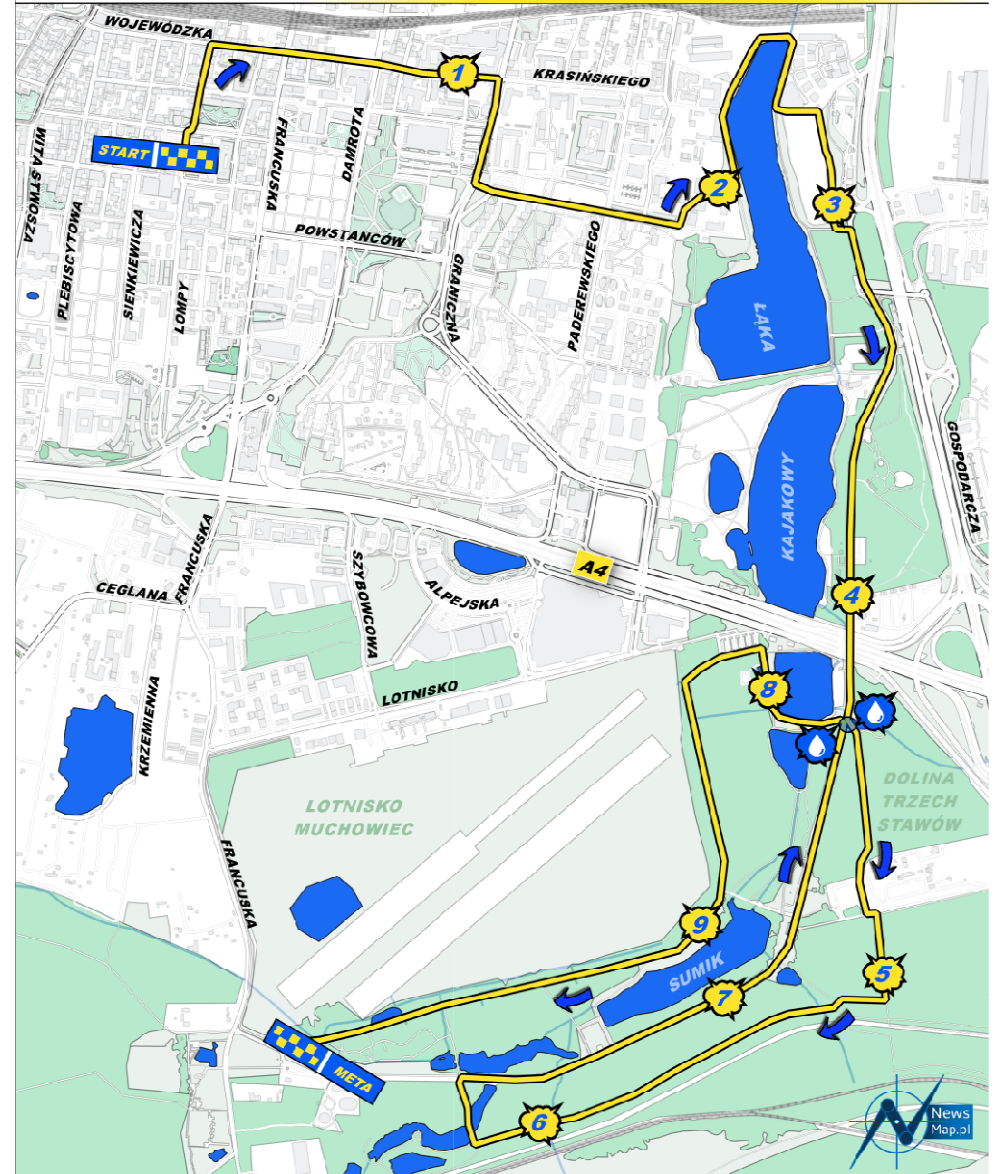 WOJEWÓDZKA
1
KRASIŃSKIEGO
START
WITA STWOSZA
FRANCUSKA
DAMROTA
2
3
PLEBISCYTOWA
SIENKIEWICZA
LOMPY
POWSTANCÓW
GRANICZNA
PADEREWSKIEGO
ŁĄKA
KAJAKOWY
GOSPODARCZA
A4
CEGLANA
FRANCUSKA
SZYBOWCOWA
ALPEJSKA
4
KRZEMIENNA
LOTNISKO
8
LOTNISKO
MUCHOWIEC
DOLINA
TRZECH
STAWÓW
FRANCUSKA
9
SUMIK
7
5
META
6
News
Map.pl